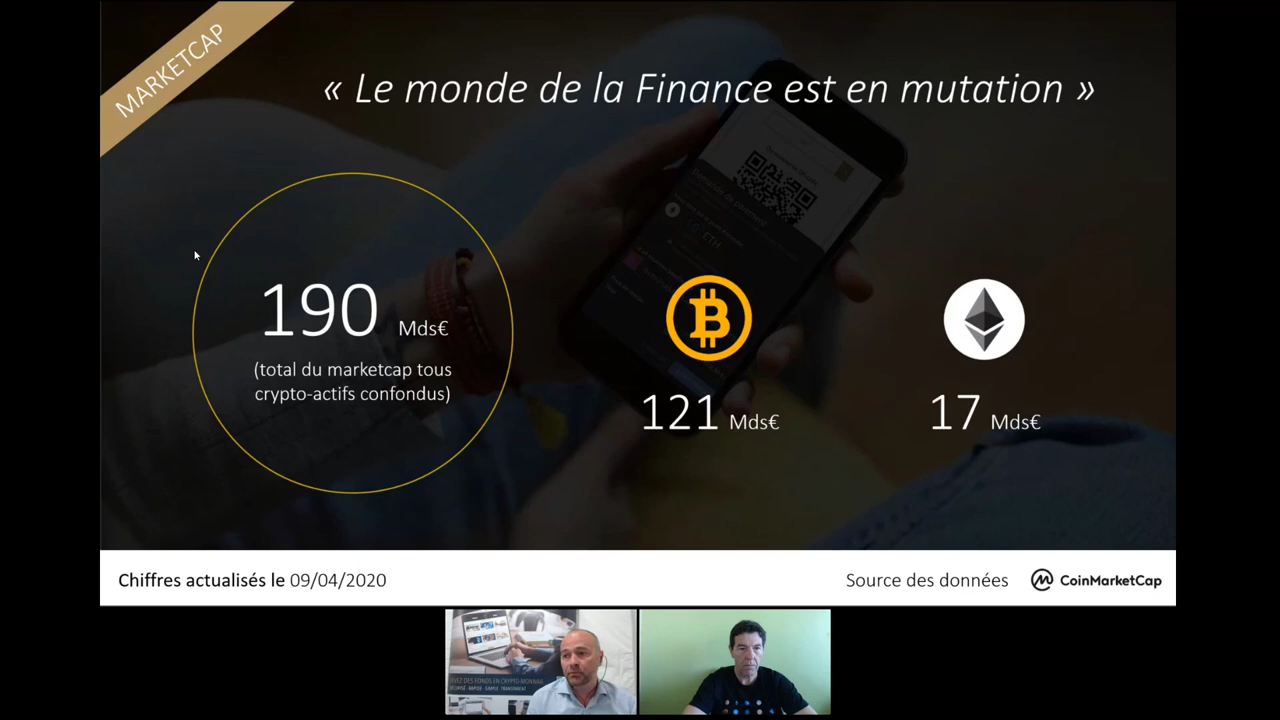 MARKETCAP
« Le monde de la Finance est en mutation »
190 Mds€
(total du marketcap tous
crypto-actifs confondus)
121 Mds€
17 Mds€
Chiffres actualisés le 09/04/2020
Source des données CoinMarketCap